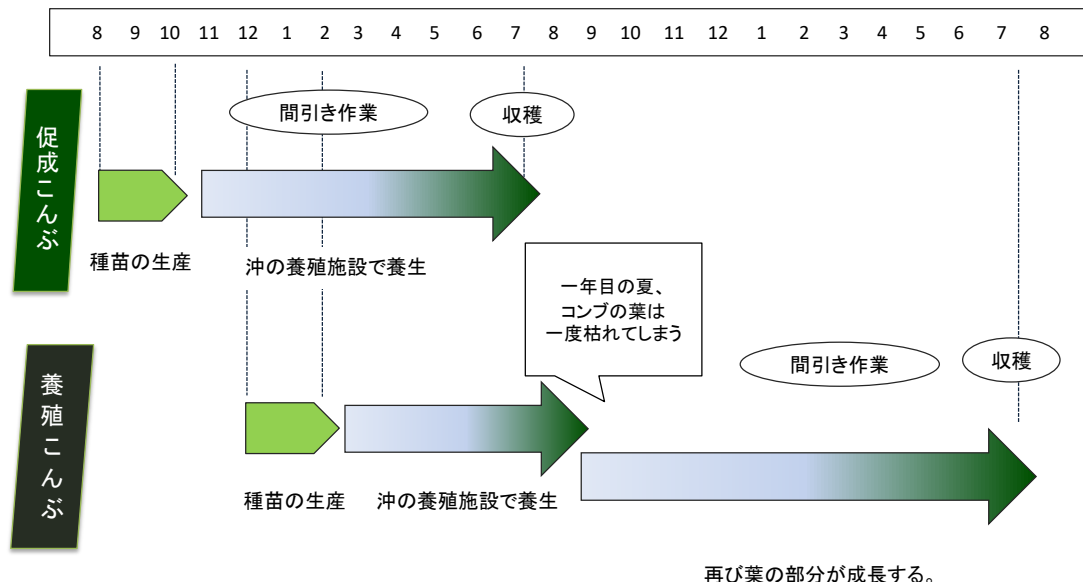 8 9 10 11 12 1 2 3 4 5 6 7 8 9 10 11 12 1 2 3 4 5 6 7 8
促成こんぶ
間引き作業
収穫
種苗の生産
沖の養殖施設で養生
一年目の夏、
コンブの葉は
一度枯れてしまう
養殖こんぶ
間引き作業
収穫
種苗の生産
沖の養殖施設で養生
再び葉の部分が成長する。